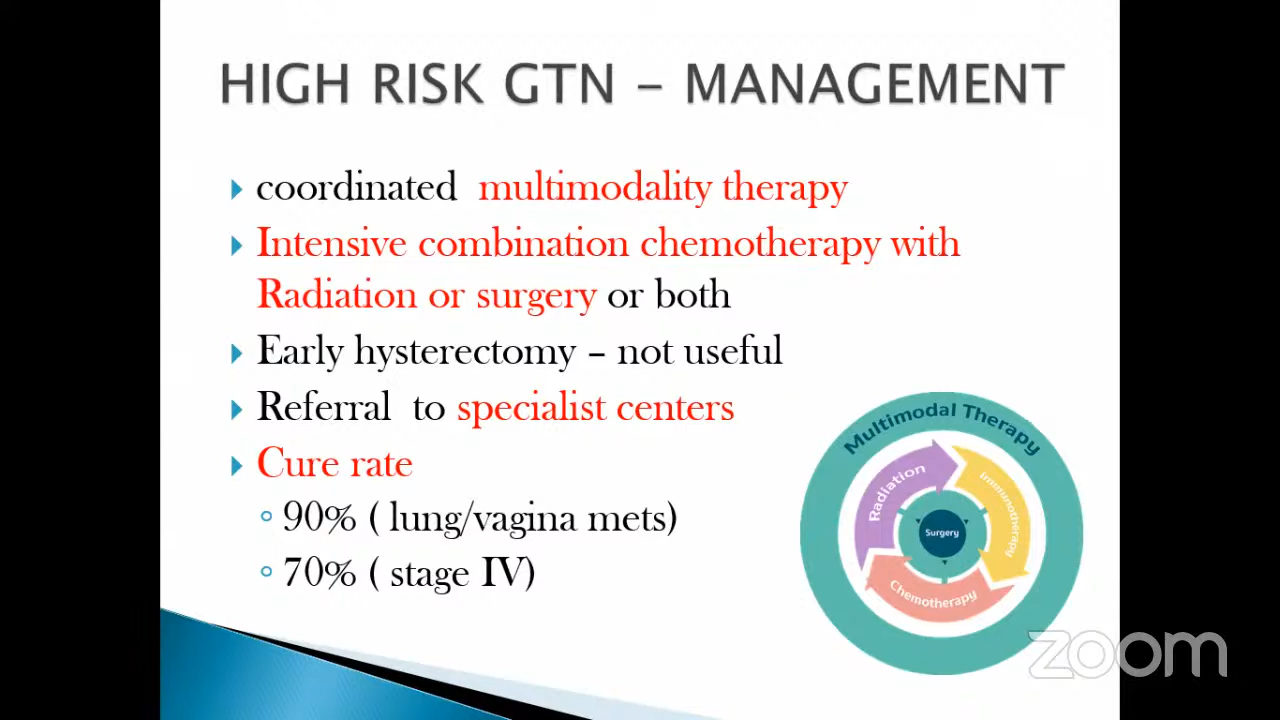 HIGH RISK GTN – MANAGEMENT
coordinated multimodality therapy
Intensive combination chemotherapy with
Radiation or surgery or both
Early hysterectomy – not useful
Referral to specialist centers
Cure rate
90% ( lung/vagina mets)
70% ( stage IV)
Multimodal Therapy
Radiation
Immunotherapy
Surgery
Chemotherapy
zoom